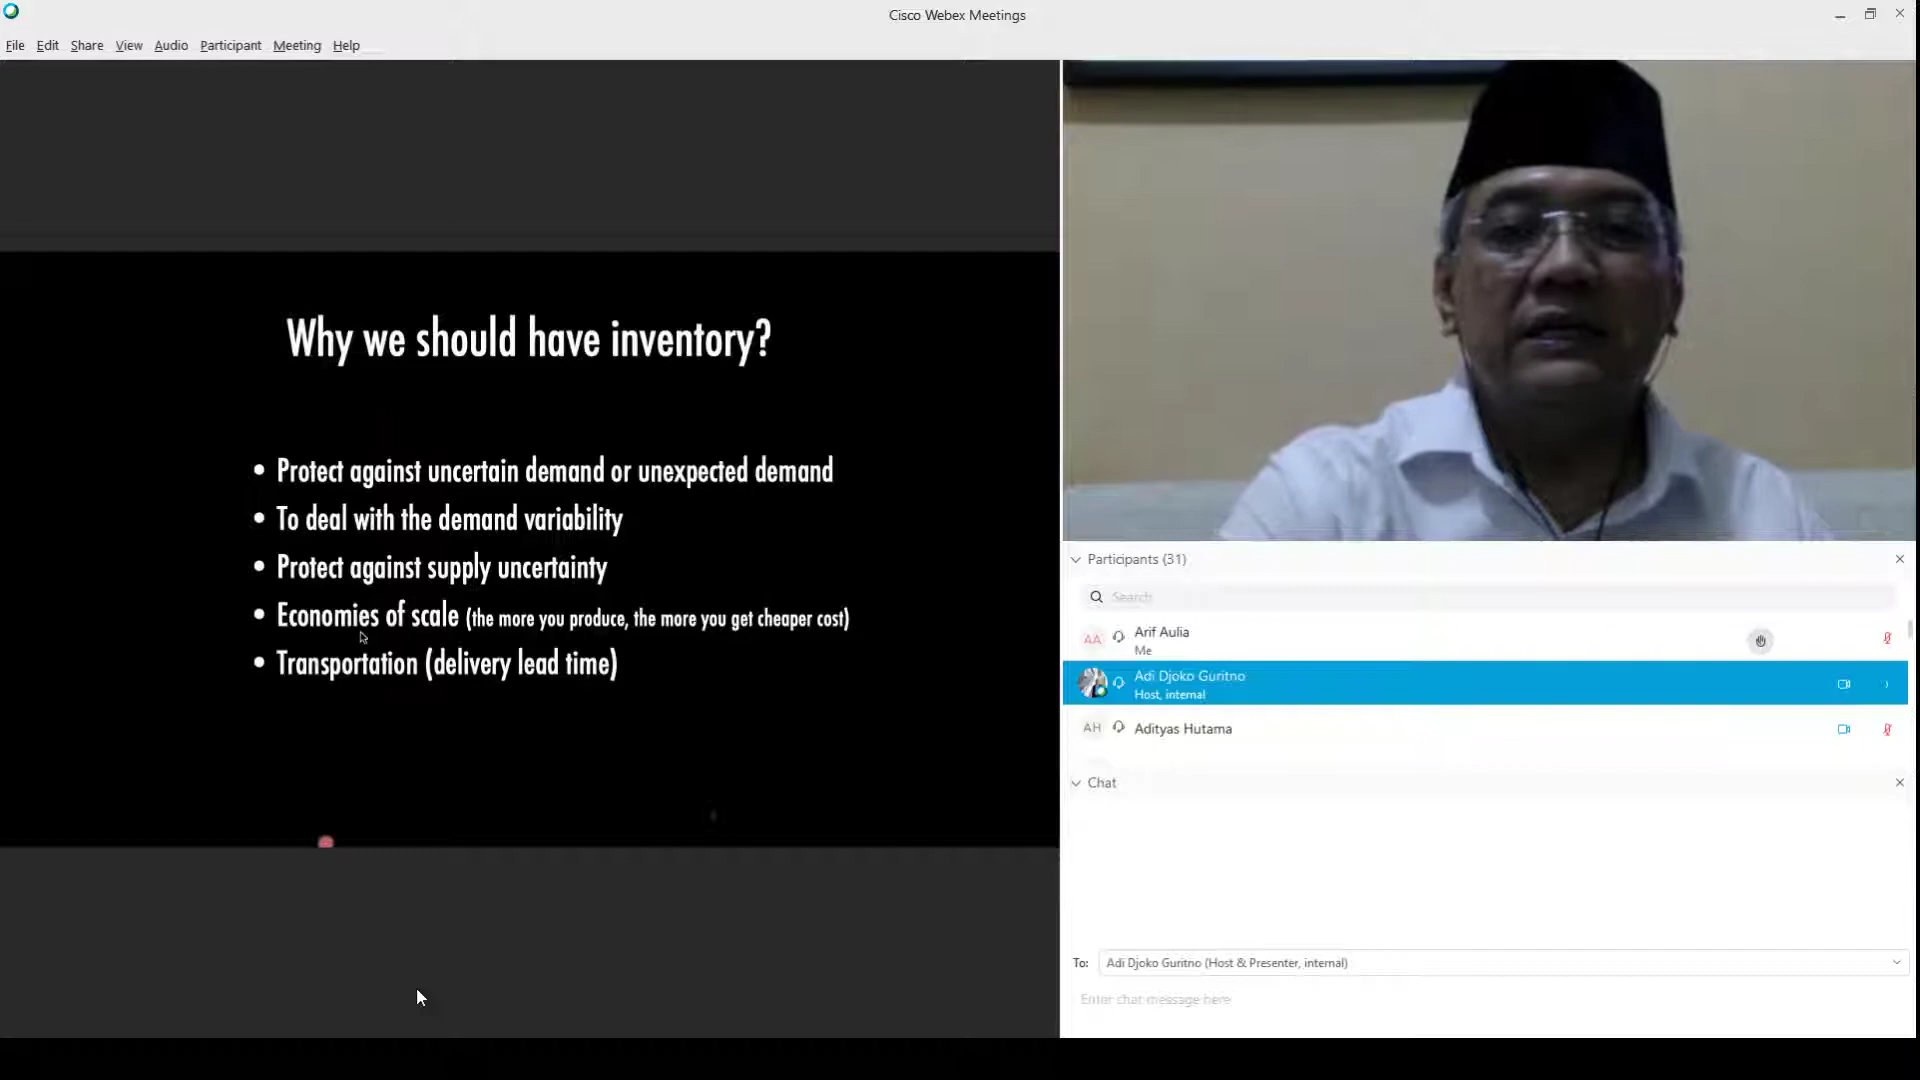 Cisco Webex Meetings
File Edit Share View Audio Participant Meeting Help
Why we should have inventory?
• Protect against uncertain demand or unexpected demand
• To deal with the demand variability
• Protect against supply uncertainty
• Economies of scale (the more you produce, the more you get cheaper cost)
• Transportation (delivery lead time)
Participants (31)
Search
AA Arif Aulia
Me
Adi Djoko Guritno
Host, internal
AH Adityas Hutama
Chat
To: Adi Djoko Guritno (Host & Presenter, internal)
Enter chat message here